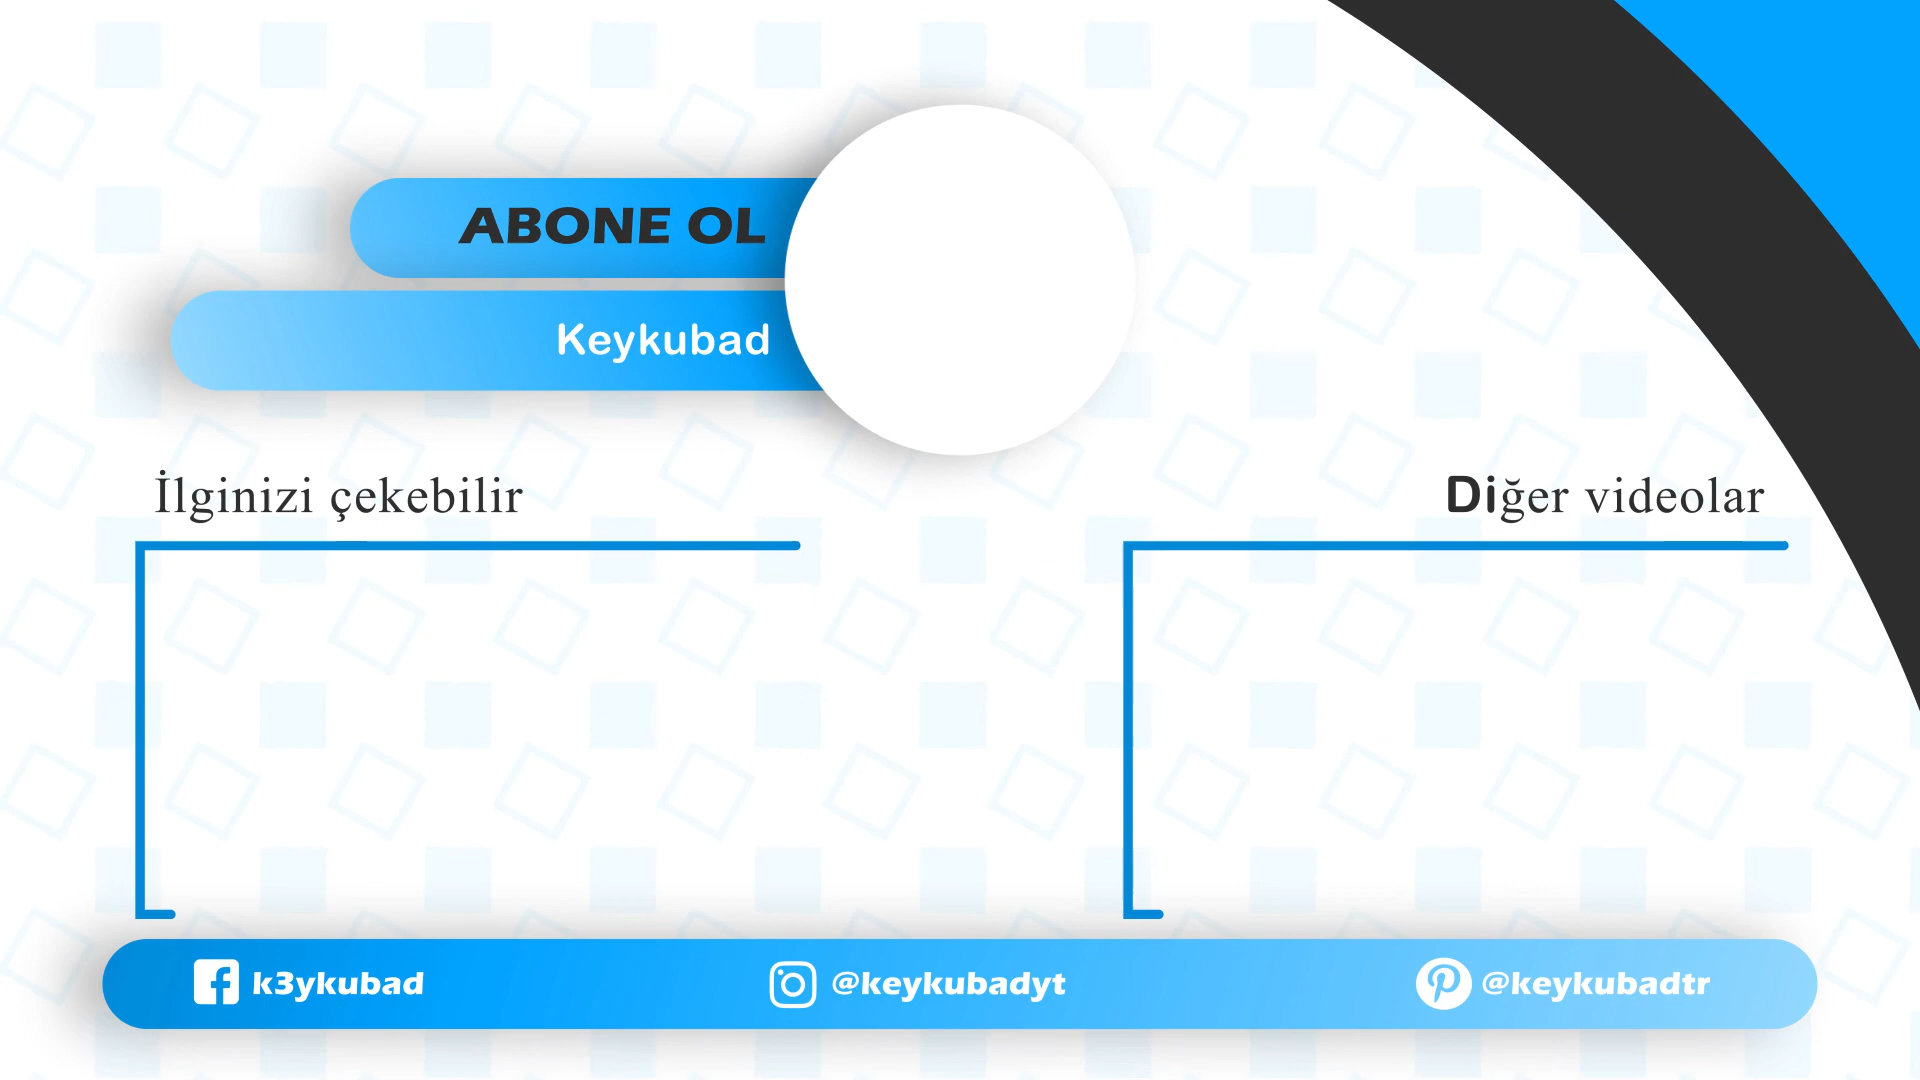 ABONE OL
Keykubad
İlginizi çekebilir
Diğer videolar
k3ykubad
@keykubadyt
@keykubadtr